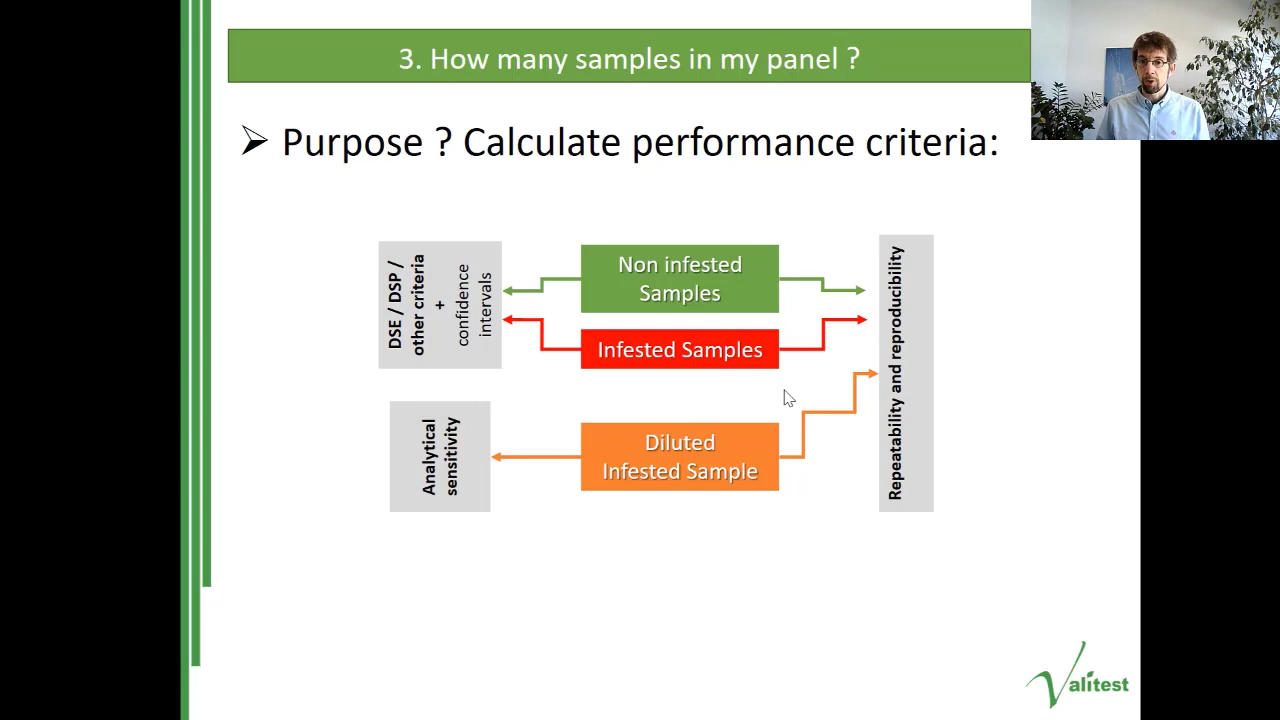 3. How many samples in my panel ?
➢ Purpose ? Calculate performance criteria:
DSE / DSP /
other criteria
+
confidence
intervals
Non infested
Samples
Infested Samples
Repeatability and reproducibility
Analytical
sensitivity
Diluted
Infested Sample
Valitest